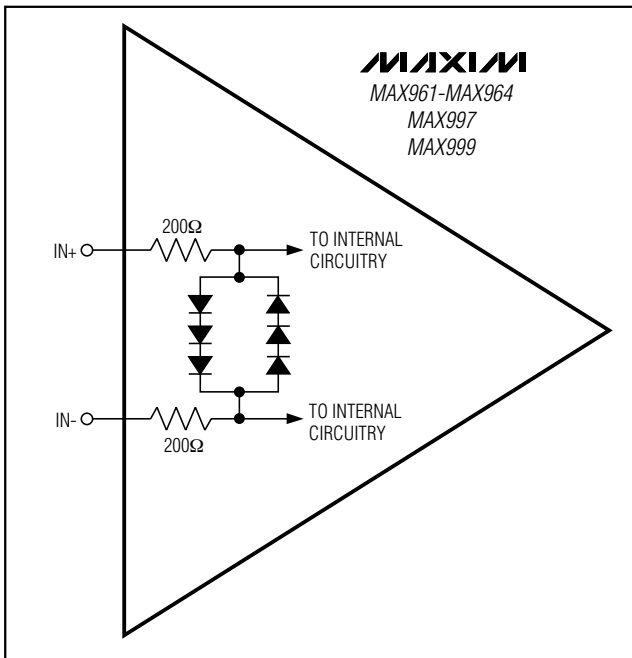 MAXIM
MAX961-MAX964
MAX997
MAX999
200Ω
IN+
TO INTERNAL
CIRCUITRY
IN-
TO INTERNAL
CIRCUITRY
200Ω